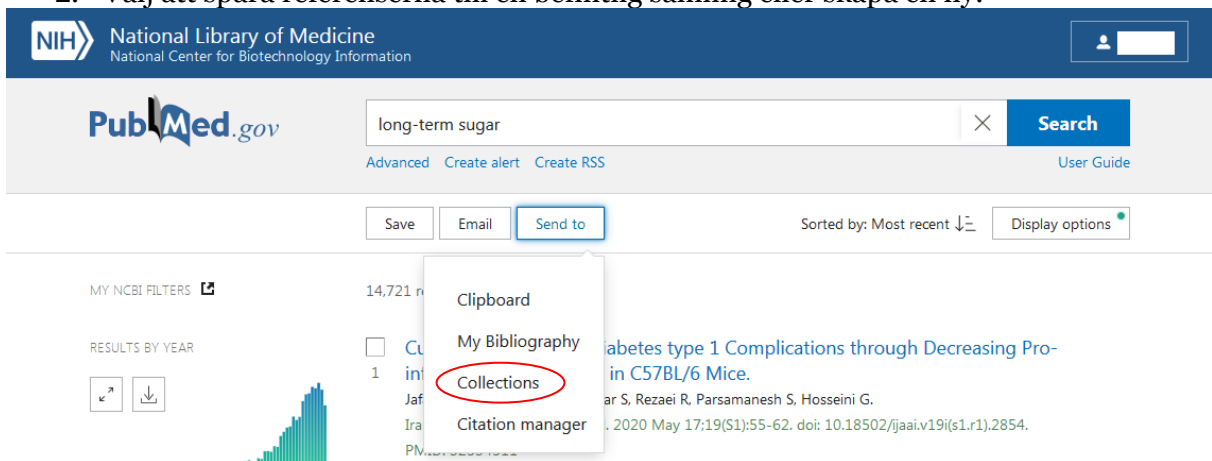 NIH National Library of Medicine
National Center for Biotechnology Information
PubMed.gov
long-term sugar
Search
Advanced Create alert Create RSS
User Guide
Save Email Send to
Sorted by: Most recent
Display options
MY NCBI FILTERS
14,721
Clipboard
My Bibliography
Collections
Citation manager
RESULTS BY YEAR
1
abetes type 1 Complications through Decreasing Pro-
in C57BL/6 Mice.
ar S, Rezaei R, Parsamanesh S, Hosseini G.
. 2020 May 17;19(S1):55-62. doi: 10.18502/ijaai.v19i(s1.r1).2854.